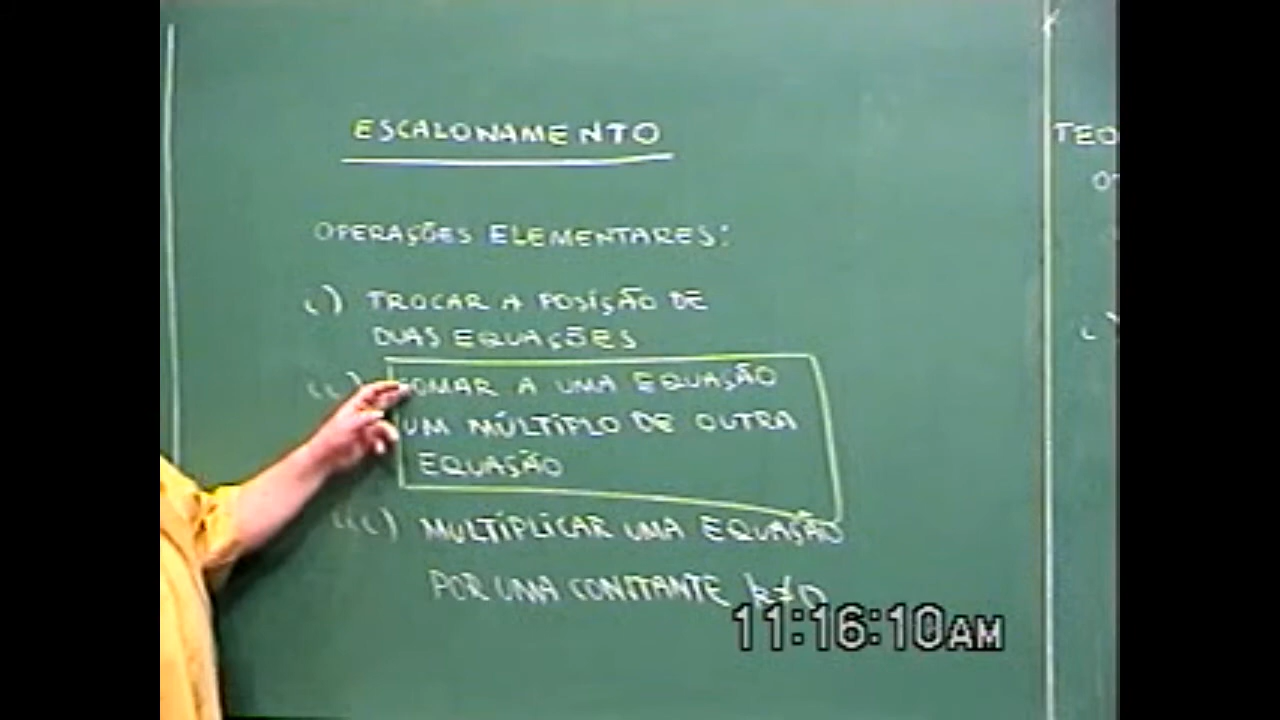 ESCALONAMENTO
OPERAÇÕES ELEMENTARES:
i) TROCAR A POSIÇÃO DE
DUAS EQUAÇÕES
ii) SOMAR A UMA EQUAÇÃO
UM MÚLTIPLO DE OUTRA
EQUAÇÃO
iii) MULTIPLICAR UMA EQUAÇÃO
POR UMA CONSTANTE k≠0
11:16:10AM
TEO
i)